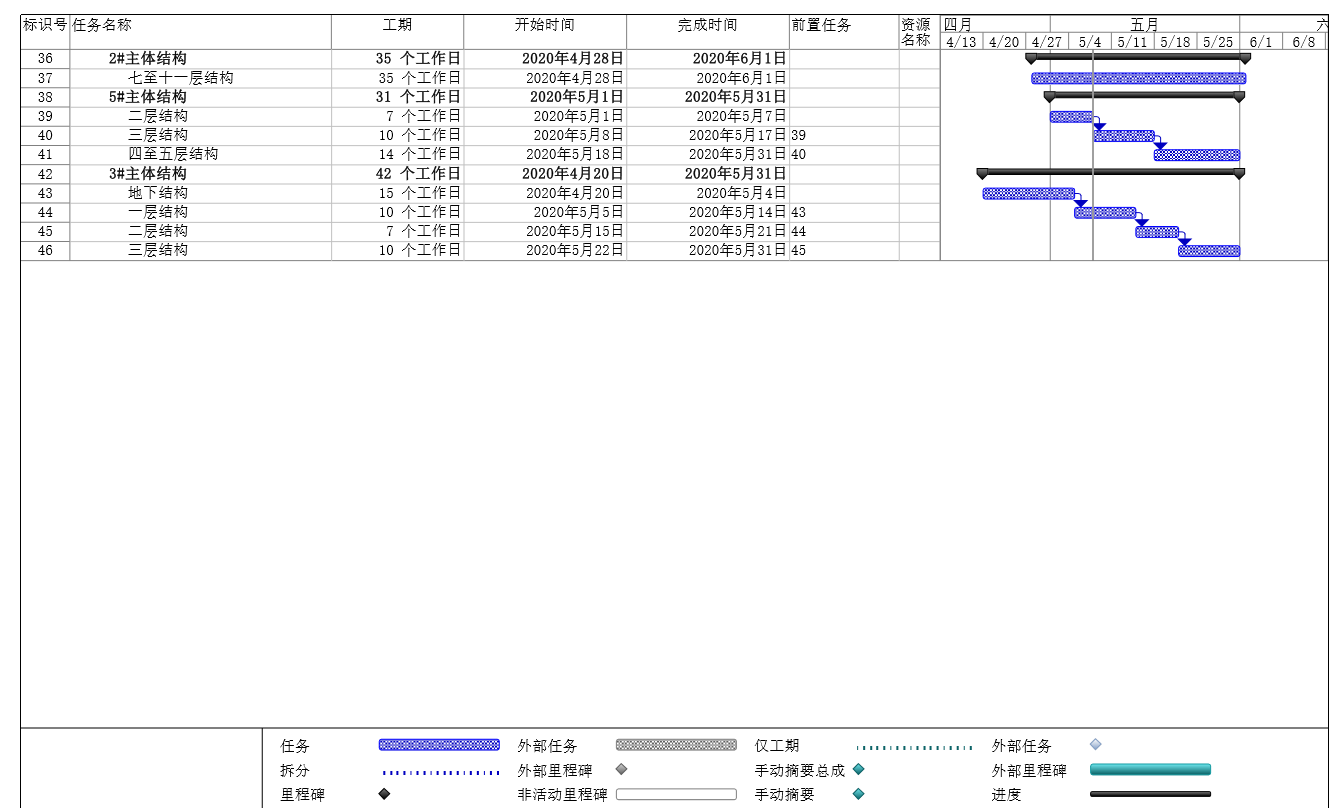 标识号 任务名称 工期 开始时间 完成时间 前置任务 资源名称 四月 五月 六
4/13 4/20 4/27 5/4 5/11 5/18 5/25 6/1 6/8
36 2#主体结构 35 个工作日 2020年4月28日 2020年6月1日
37 七至十一层结构 35 个工作日 2020年4月28日 2020年6月1日
38 5#主体结构 31 个工作日 2020年5月1日 2020年5月31日
39 二层结构 7 个工作日 2020年5月1日 2020年5月7日
40 三层结构 10 个工作日 2020年5月8日 2020年5月17日 39
41 四至五层结构 14 个工作日 2020年5月18日 2020年5月31日 40
42 3#主体结构 42 个工作日 2020年4月20日 2020年5月31日
43 地下结构 15 个工作日 2020年4月20日 2020年5月4日
44 一层结构 10 个工作日 2020年5月5日 2020年5月14日 43
45 二层结构 7 个工作日 2020年5月15日 2020年5月21日 44
46 三层结构 10 个工作日 2020年5月22日 2020年5月31日 45
任务 外部任务 仅工期 外部任务
拆分 外部里程碑 手动摘要总成 外部里程碑
里程碑 非活动里程碑 手动摘要 进度